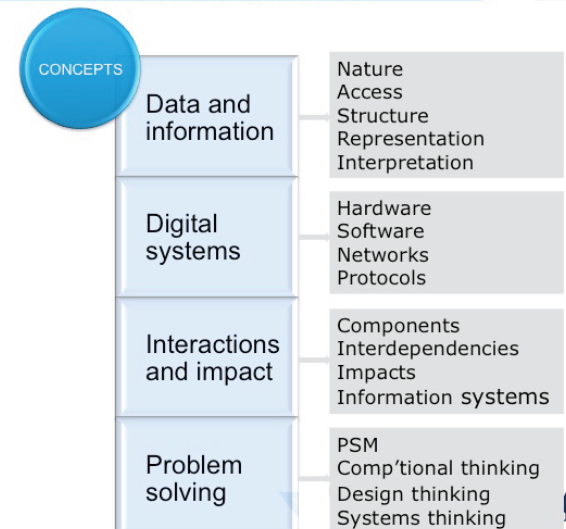 CONCEPTS
Data and
information
Nature
Access
Structure
Representation
Interpretation
Digital
systems
Hardware
Software
Networks
Protocols
Interactions
and impact
Components
Interdependencies
Impacts
Information systems
Problem
solving
PSM
Comp’tional thinking
Design thinking
Systems thinking